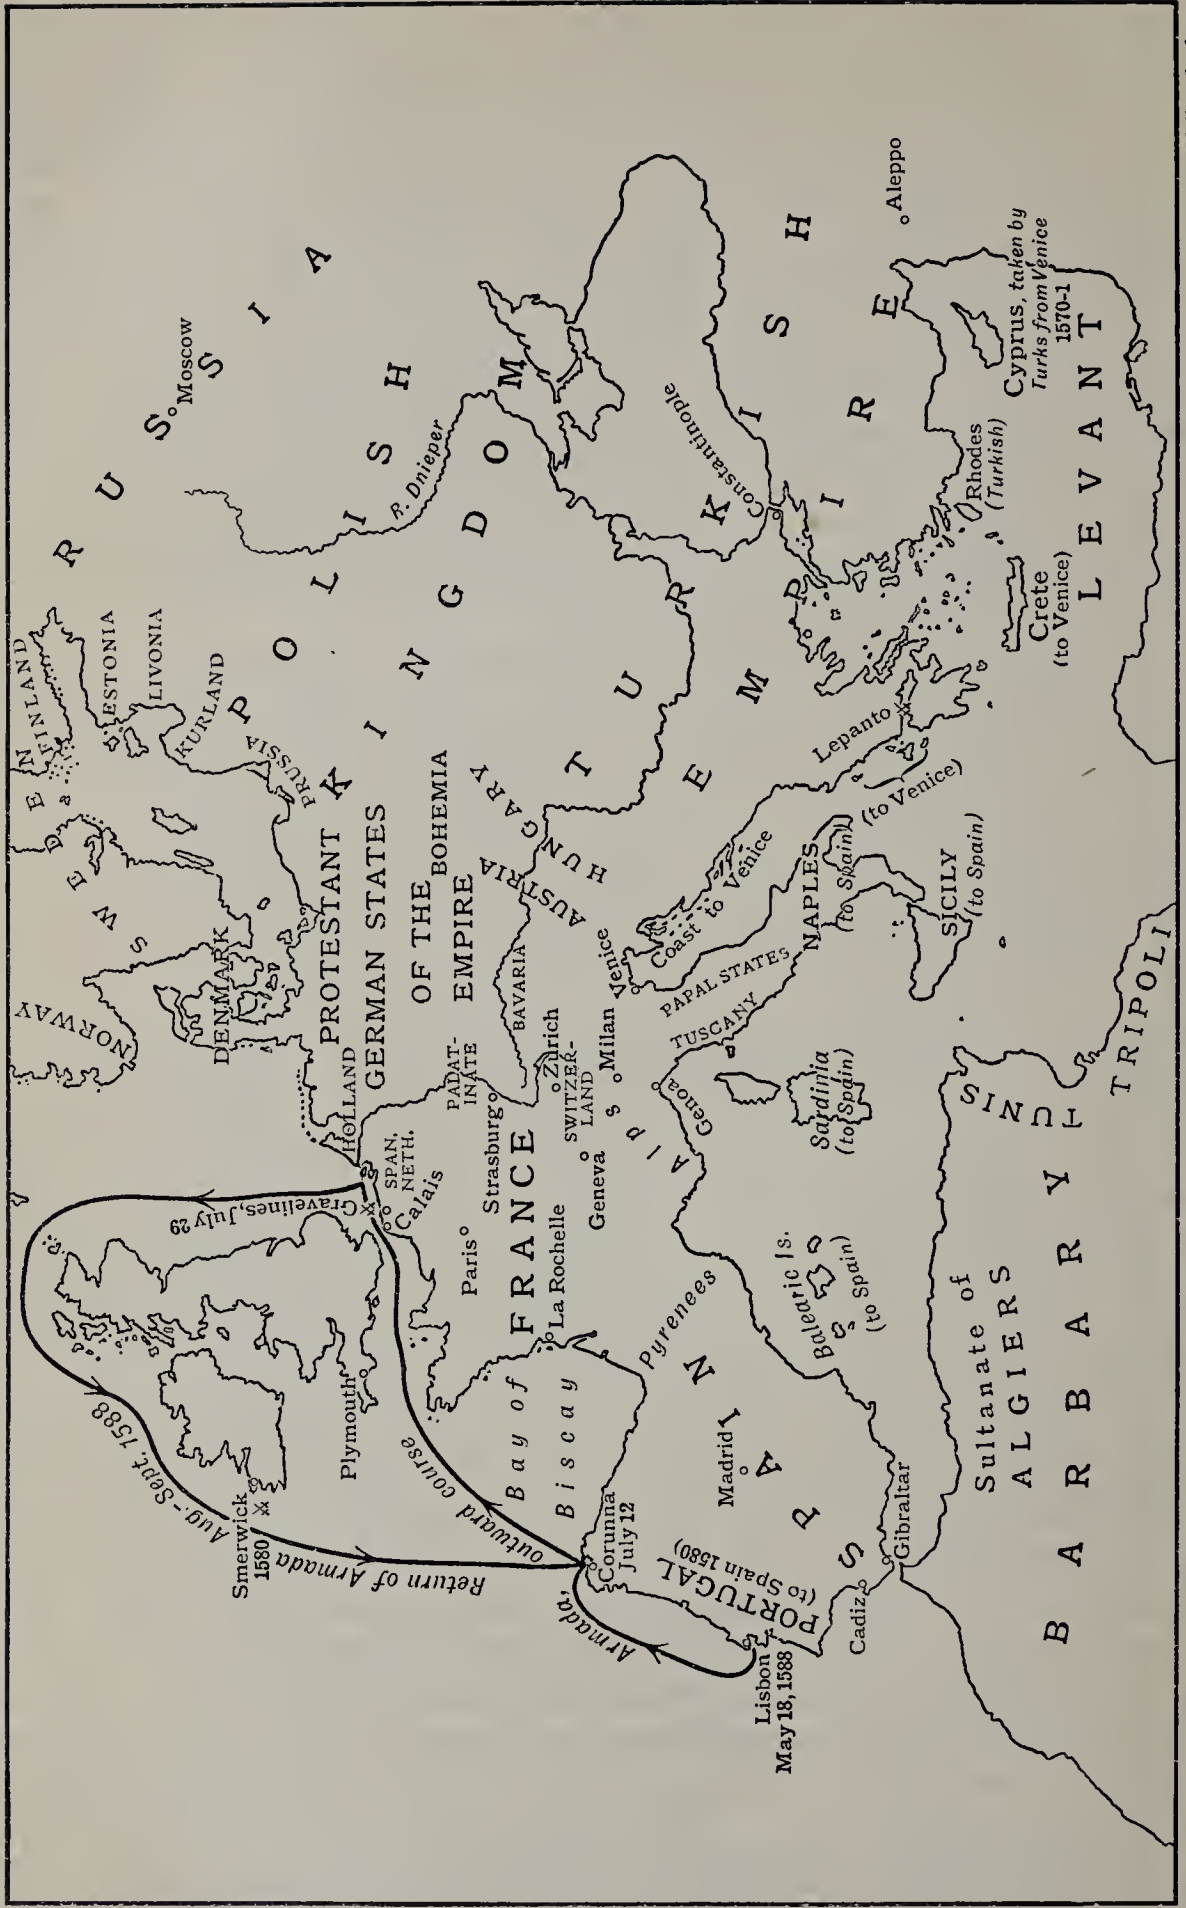 NORWAY
SWEDEN
FINLAND
ESTONIA
LIVONIA
KURLAND
PRUSSIA
DENMARK
RUSSIA
Moscow
POLISH
KINGDOM
R. Dnieper
PROTESTANT
GERMAN STATES
OF THE
EMPIRE
BOHEMIA
HUNGARY
AUSTRIA
BAVARIA
HOLLAND
SPAN.
NETH.
PADAT-
INATE
Gravelines, July 29
Calais
Strasburg
Paris
FRANCE
La Rochelle
Zurich
SWITZER-
LAND
Geneva
Alps
Milan
Venice
Genoa
Coast to Venice
PAPAL STATES
TUSCANY
NAPLES
(to Spain)
SICILY
(to Spain)
Sardinia
(to Spain)
Balearic Is.
(to Spain)
Plymouth
Smerwick
1580
Aug.-Sept. 1588
Return of Armada
Armada,
outward course
Bay of
Biscay
Corunna
July 12
Pyrenees
SPAIN
Madrid
PORTUGAL
(to Spain 1580)
Lisbon
May 18, 1588
Cadiz
Gibraltar
Sultanate of
ALGIERS
BARBARY
TUNIS
TRIPOLI
TURKISH
EMPIRE
Constantinople
Lepanto
(to Venice)
Crete
(to Venice)
Rhodes
(Turkish)
Cyprus, taken by
Turks from Venice
1570-1
Aleppo
LEVANT